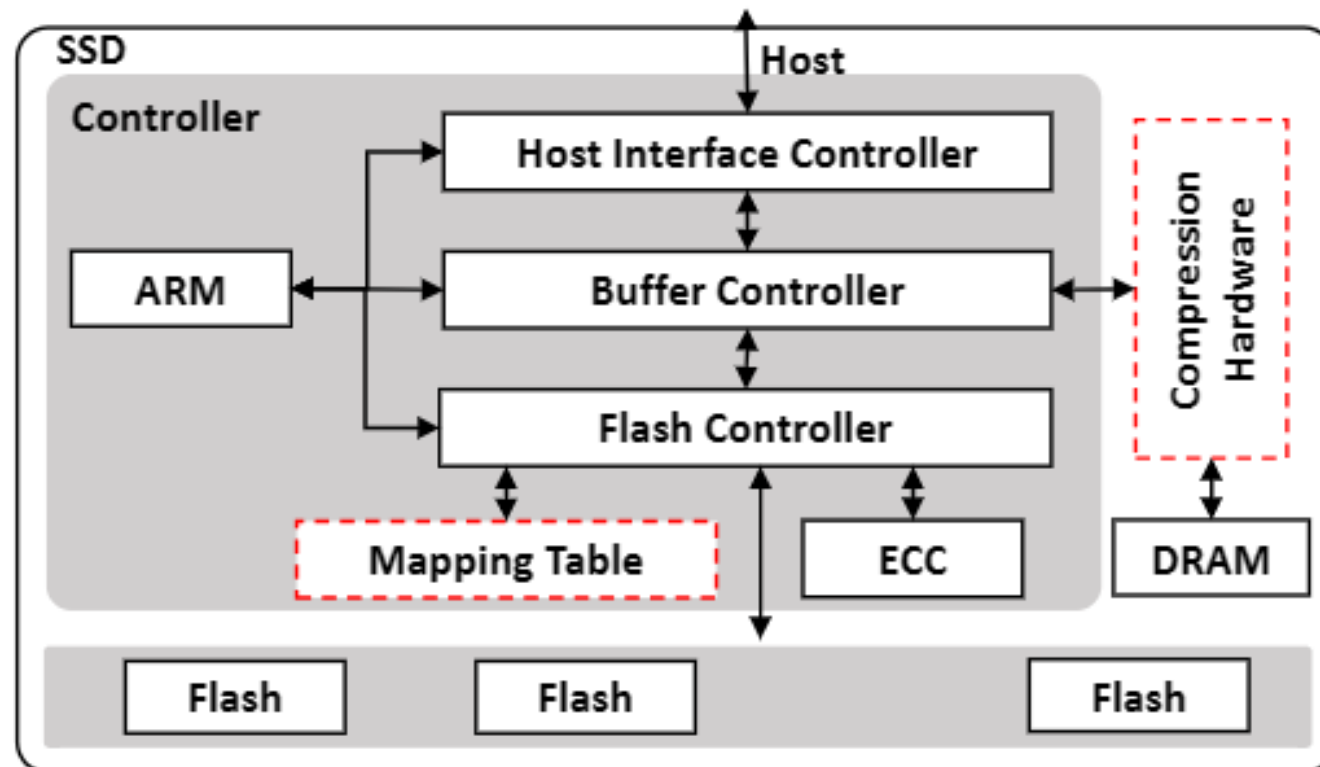 SSD
Host
Controller
Host Interface Controller
ARM
Buffer Controller
Compression
Hardware
Flash Controller
Mapping Table
ECC
DRAM
Flash
Flash
Flash